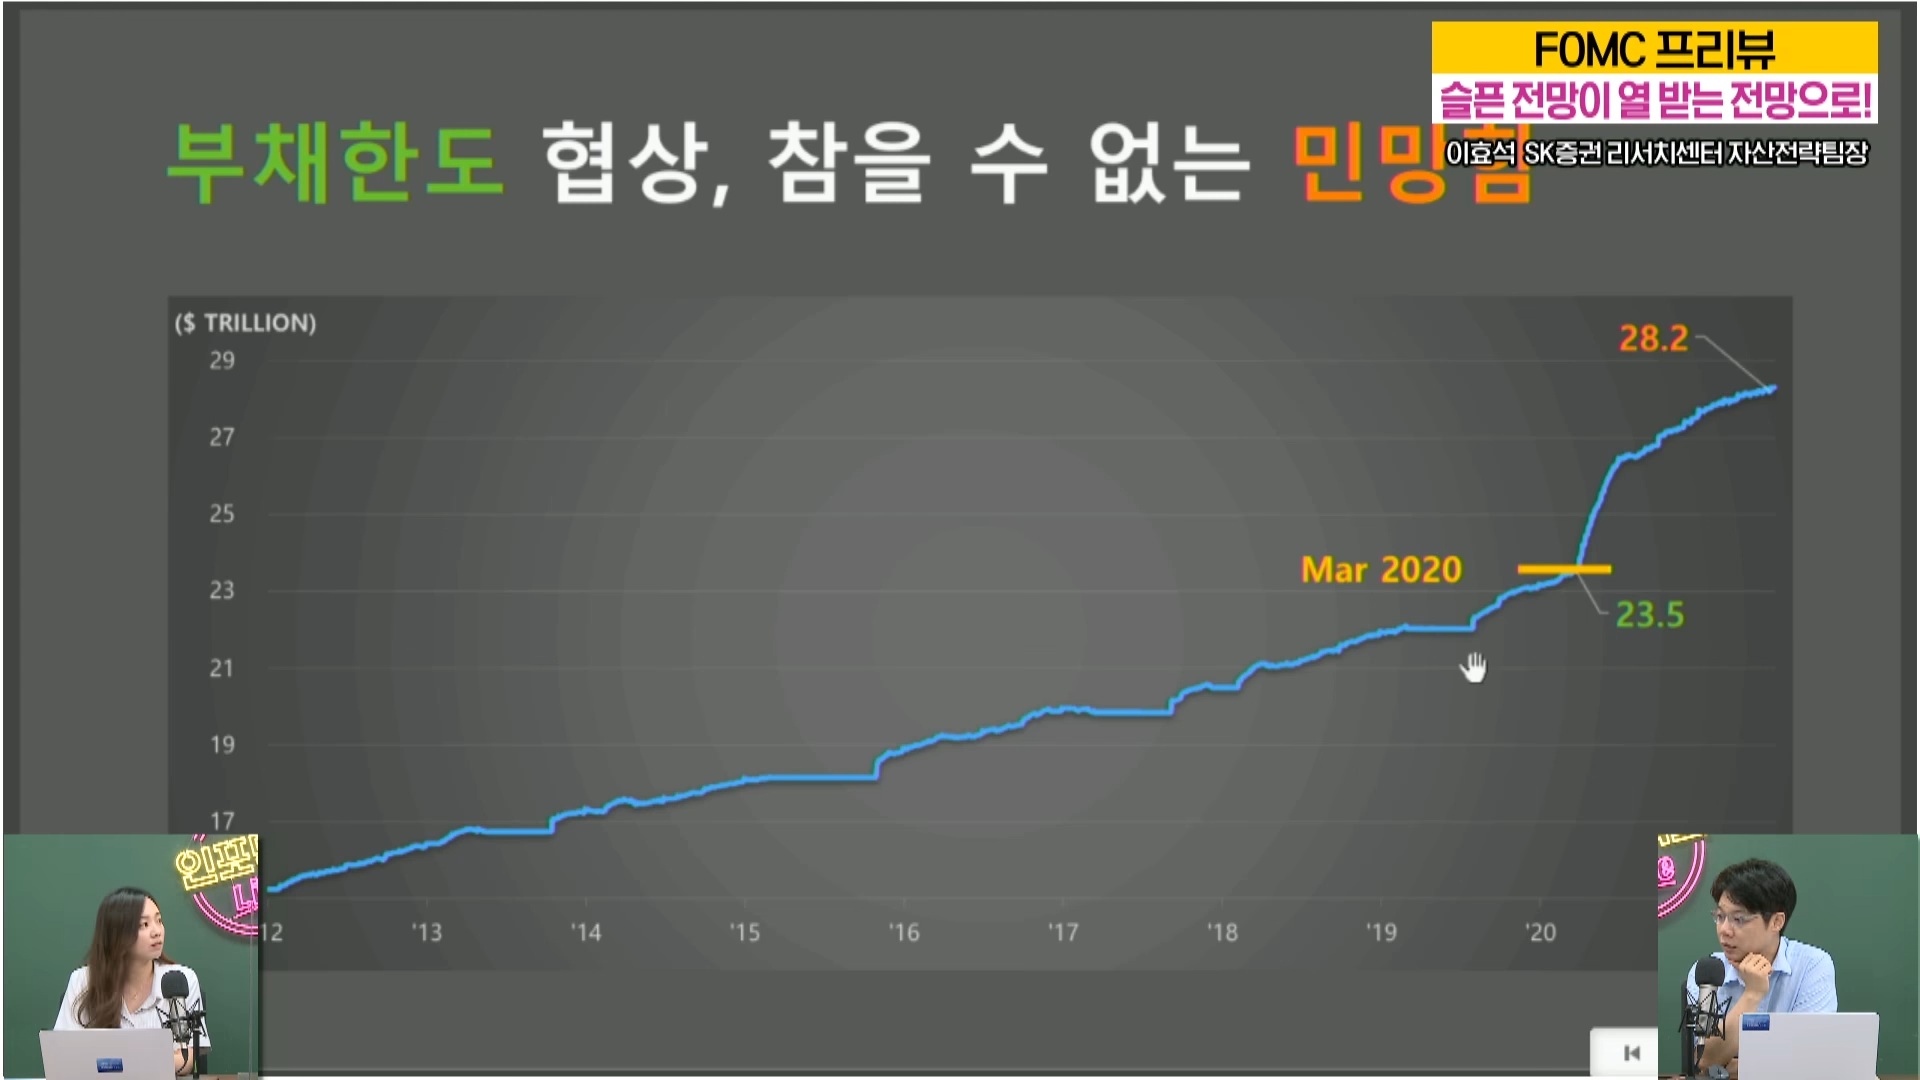 FOMC 프리뷰
슬픈 전망이 열 받는 전망으로!
이효석 SK증권 리서치센터 자산전략팀장
부채한도 협상, 참을 수 없는 민망함
($ TRILLION)
29
27
25
23
21
19
17
28.2
Mar 2020
23.5
12 '13 '14 '15 '16 '17 '18 '19 '20
인포